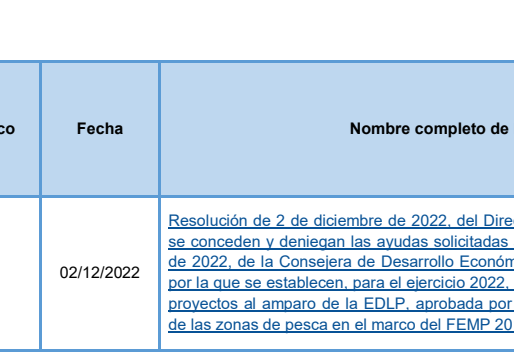 co
Fecha
Nombre completo de
02/12/2022
Resolución de 2 de diciembre de 2022, del Dire
se conceden y deniegan las ayudas solicitadas
de 2022, de la Consejera de Desarrollo Económ
por la que se establecen, para el ejercicio 2022,
proyectos al amparo de la EDLP, aprobada por
de las zonas de pesca en el marco del FEMP 20